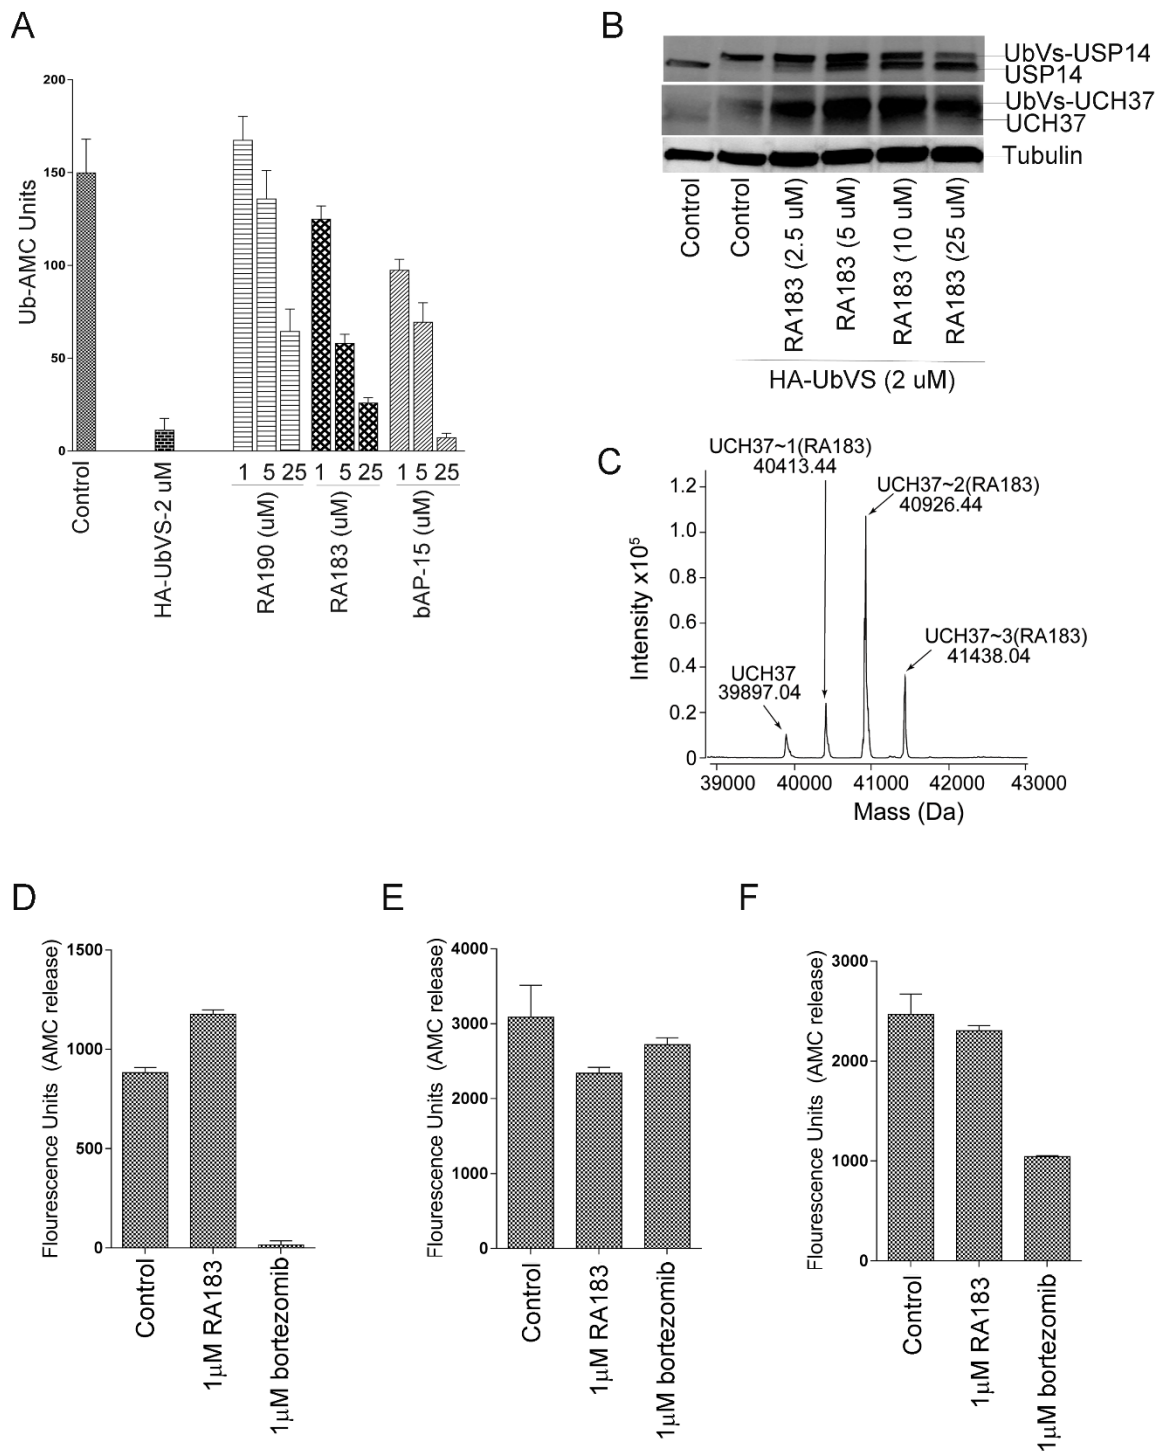 A
200
150
100
50
0
Ub-AMC Units
Control
HA-UbVS-2 uM
1 5 25
1 5 25
1 5 25
RA190 (uM)
RA183 (uM)
bAP-15 (uM)
B
UbVs-USP14
USP14
UbVs-UCH37
UCH37
Tubulin
Control
Control
RA183 (2.5 uM)
RA183 (5 uM)
RA183 (10 uM)
RA183 (25 uM)
HA-UbVS (2 uM)
C
UCH37~1(RA183)
40413.44
UCH37~2(RA183)
40926.44
UCH37~3(RA183)
41438.04
UCH37
39897.04
1.2
1.0
0.8
0.6
0.4
0.2
0
Intensity x10⁵
39000 40000 41000 42000 43000
Mass (Da)
D
1500
1000
500
0
Flourescence Units (AMC release)
Control
1µM RA183
1µM bortezomib
E
4000
3000
2000
1000
0
Flourescence Units (AMC release)
Control
1µM RA183
1µM bortezomib
F
3000
2000
1000
0
Flourescence Units (AMC release)
Control
1µM RA183
1µM bortezomib